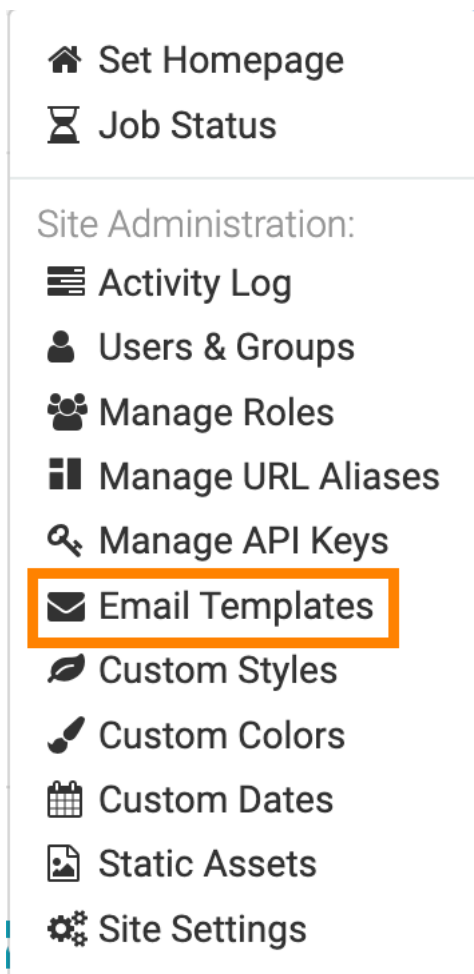 Set Homepage
Job Status
Site Administration:
Activity Log
Users & Groups
Manage Roles
Manage URL Aliases
Manage API Keys
Email Templates
Custom Styles
Custom Colors
Custom Dates
Static Assets
Site Settings